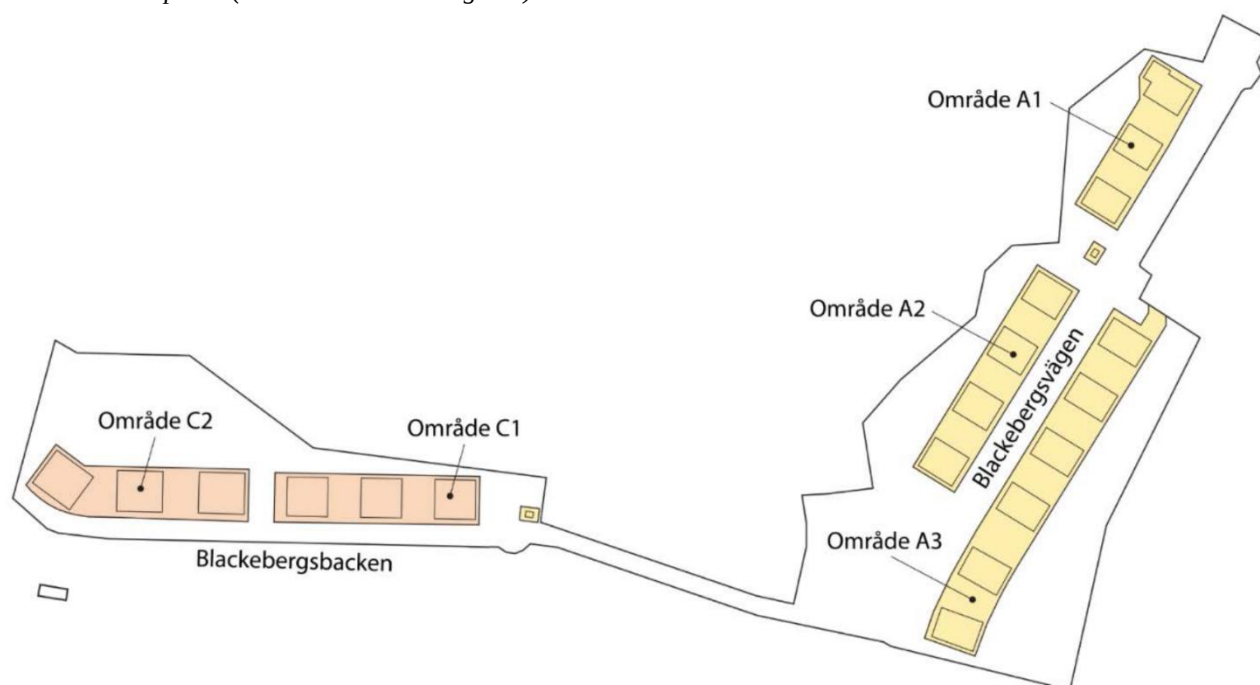 Område A1
Område A2
Blackebergsvägen
Område C2
Område C1
Område A3
Blackebergsbacken